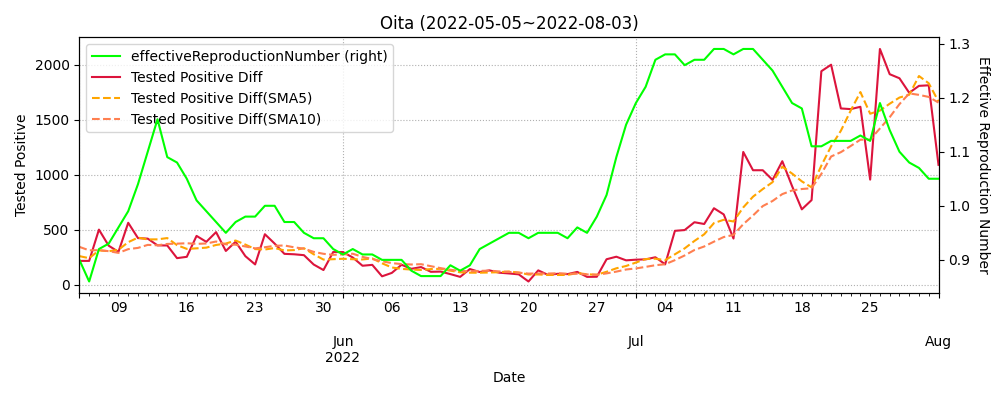 Oita (2022-05-05~2022-08-03)
effectiveReproductionNumber (right)
Tested Positive Diff
Tested Positive Diff(SMA5)
Tested Positive Diff(SMA10)
Tested Positive
2000
1500
1000
500
0
1.3
1.2
1.1
1.0
0.9
Effective Reproduction Number
09 16 23 30 06 13 20 27 04 11 18 25
Jun Jul Aug
2022
Date